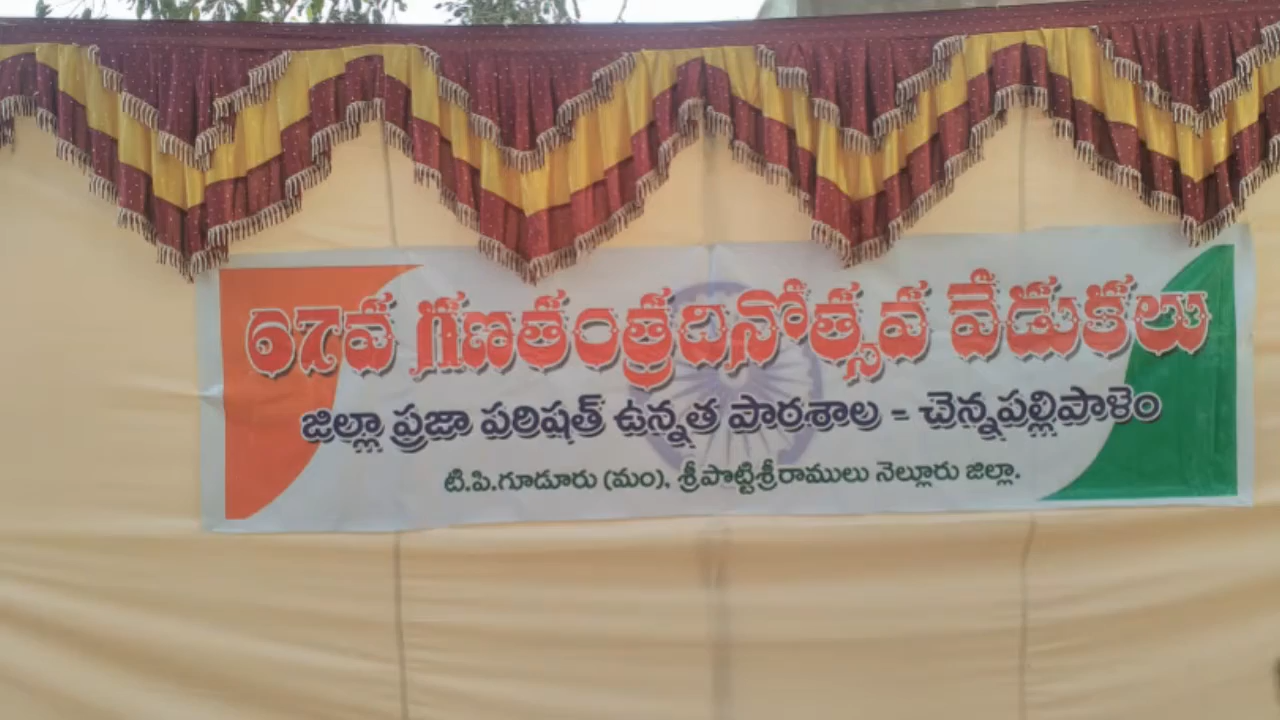 67వ గణతంత్రదినోత్సవ వేడుకలు
జిల్లా ప్రజా పరిషత్ ఉన్నత పాఠశాల = చెన్నపల్లిపాళెం
టి.పి.గూడూరు (మం), శ్రీపొట్టిశ్రీరాములు నెల్లూరు జిల్లా.